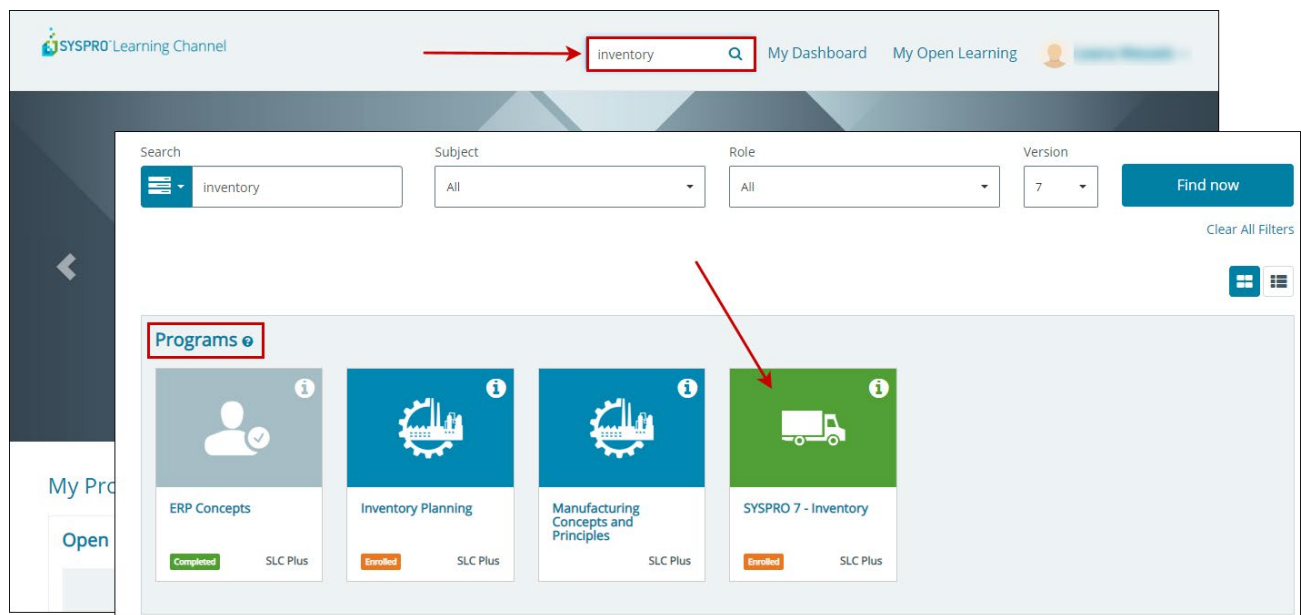 SYSPRO™ Learning Channel
inventory
My Dashboard
My Open Learning
Search
Subject
Role
Version
inventory
All
All
7
Find now
Clear All Filters
Programs
ERP Concepts
Completed
SLC Plus
Inventory Planning
Enrolled
SLC Plus
Manufacturing
Concepts and
Principles
SLC Plus
SYSPRO 7 - Inventory
Enrolled
SLC Plus
My Pro
Open